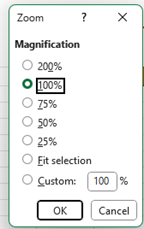 Zoom ? ×
Magnification
200%
100%
75%
50%
25%
Fit selection
Custom: 100 %
OK Cancel